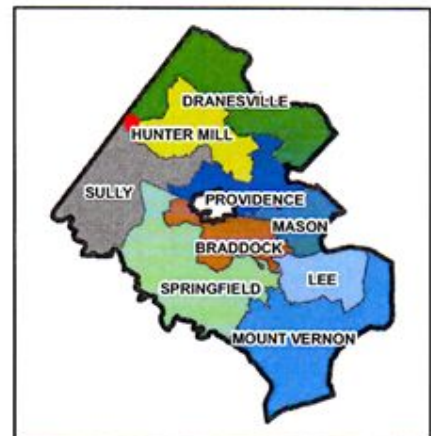 DRANESVILLE
HUNTER MILL
SULLY
PROVIDENCE
MASON
BRADDOCK
LEE
SPRINGFIELD
MOUNT VERNON